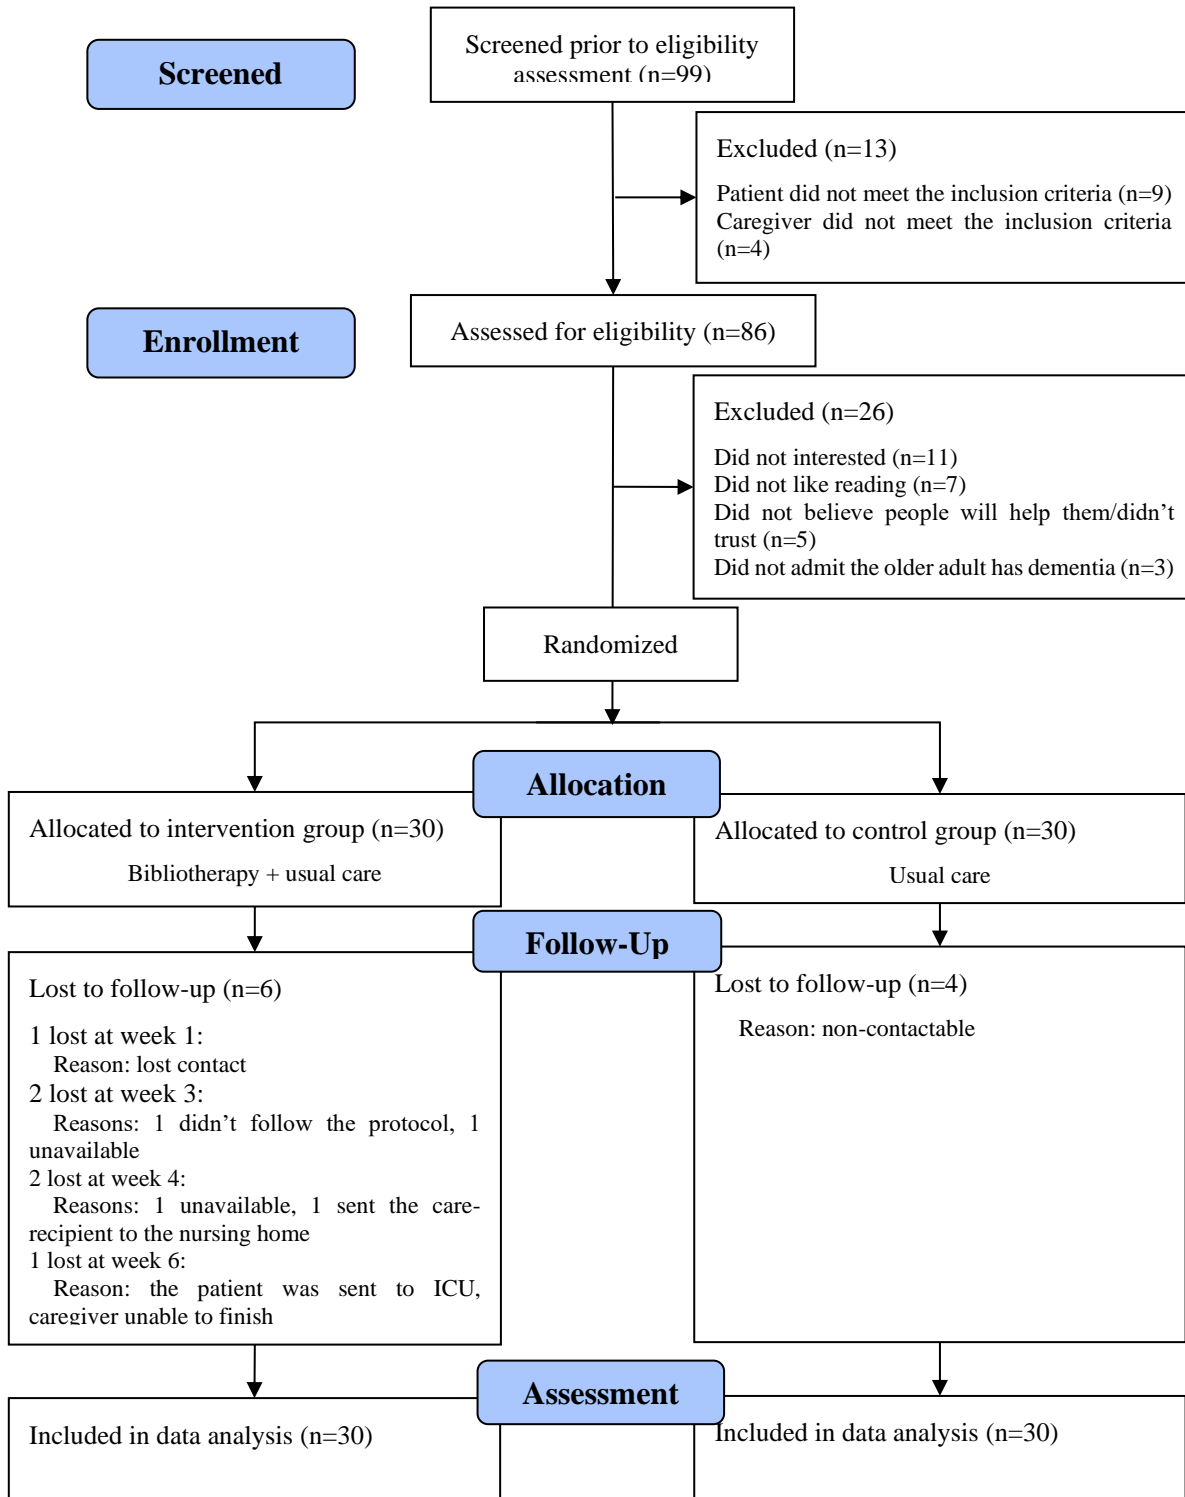 Screened
Screened prior to eligibility
assessment (n=99)
Excluded (n=13)
Patient did not meet the inclusion criteria (n=9)
Caregiver did not meet the inclusion criteria
(n=4)
Enrollment
Assessed for eligibility (n=86)
Excluded (n=26)
Did not interested (n=11)
Did not like reading (n=7)
Did not believe people will help them/didn’t
trust (n=5)
Did not admit the older adult has dementia (n=3)
Randomized
Allocation
Allocated to intervention group (n=30)
Bibliotherapy + usual care
Allocated to control group (n=30)
Usual care
Follow-Up
Lost to follow-up (n=6)
1 lost at week 1:
Reason: lost contact
2 lost at week 3:
Reasons: 1 didn’t follow the protocol, 1
unavailable
2 lost at week 4:
Reasons: 1 unavailable, 1 sent the care-
recipient to the nursing home
1 lost at week 6:
Reason: the patient was sent to ICU,
caregiver unable to finish
Lost to follow-up (n=4)
Reason: non-contactable
Assessment
Included in data analysis (n=30)
Included in data analysis (n=30)